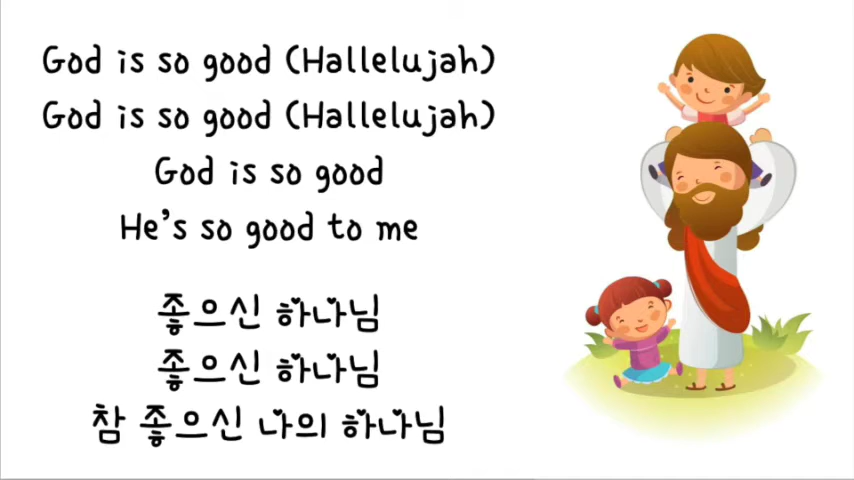 God is so good (Hallelujah)
God is so good (Hallelujah)
God is so good
He's so good to me
좋으신 하나님
좋으신 하나님
참 좋으신 나의 하나님